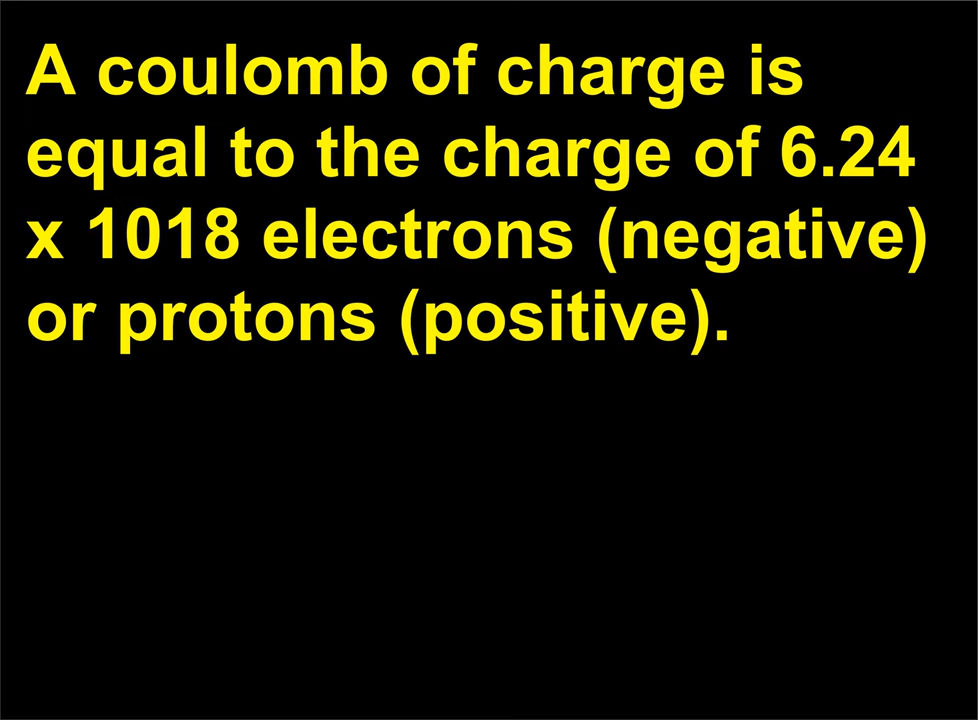 A coulomb of charge is
equal to the charge of 6.24
x 1018 electrons (negative)
or protons (positive).